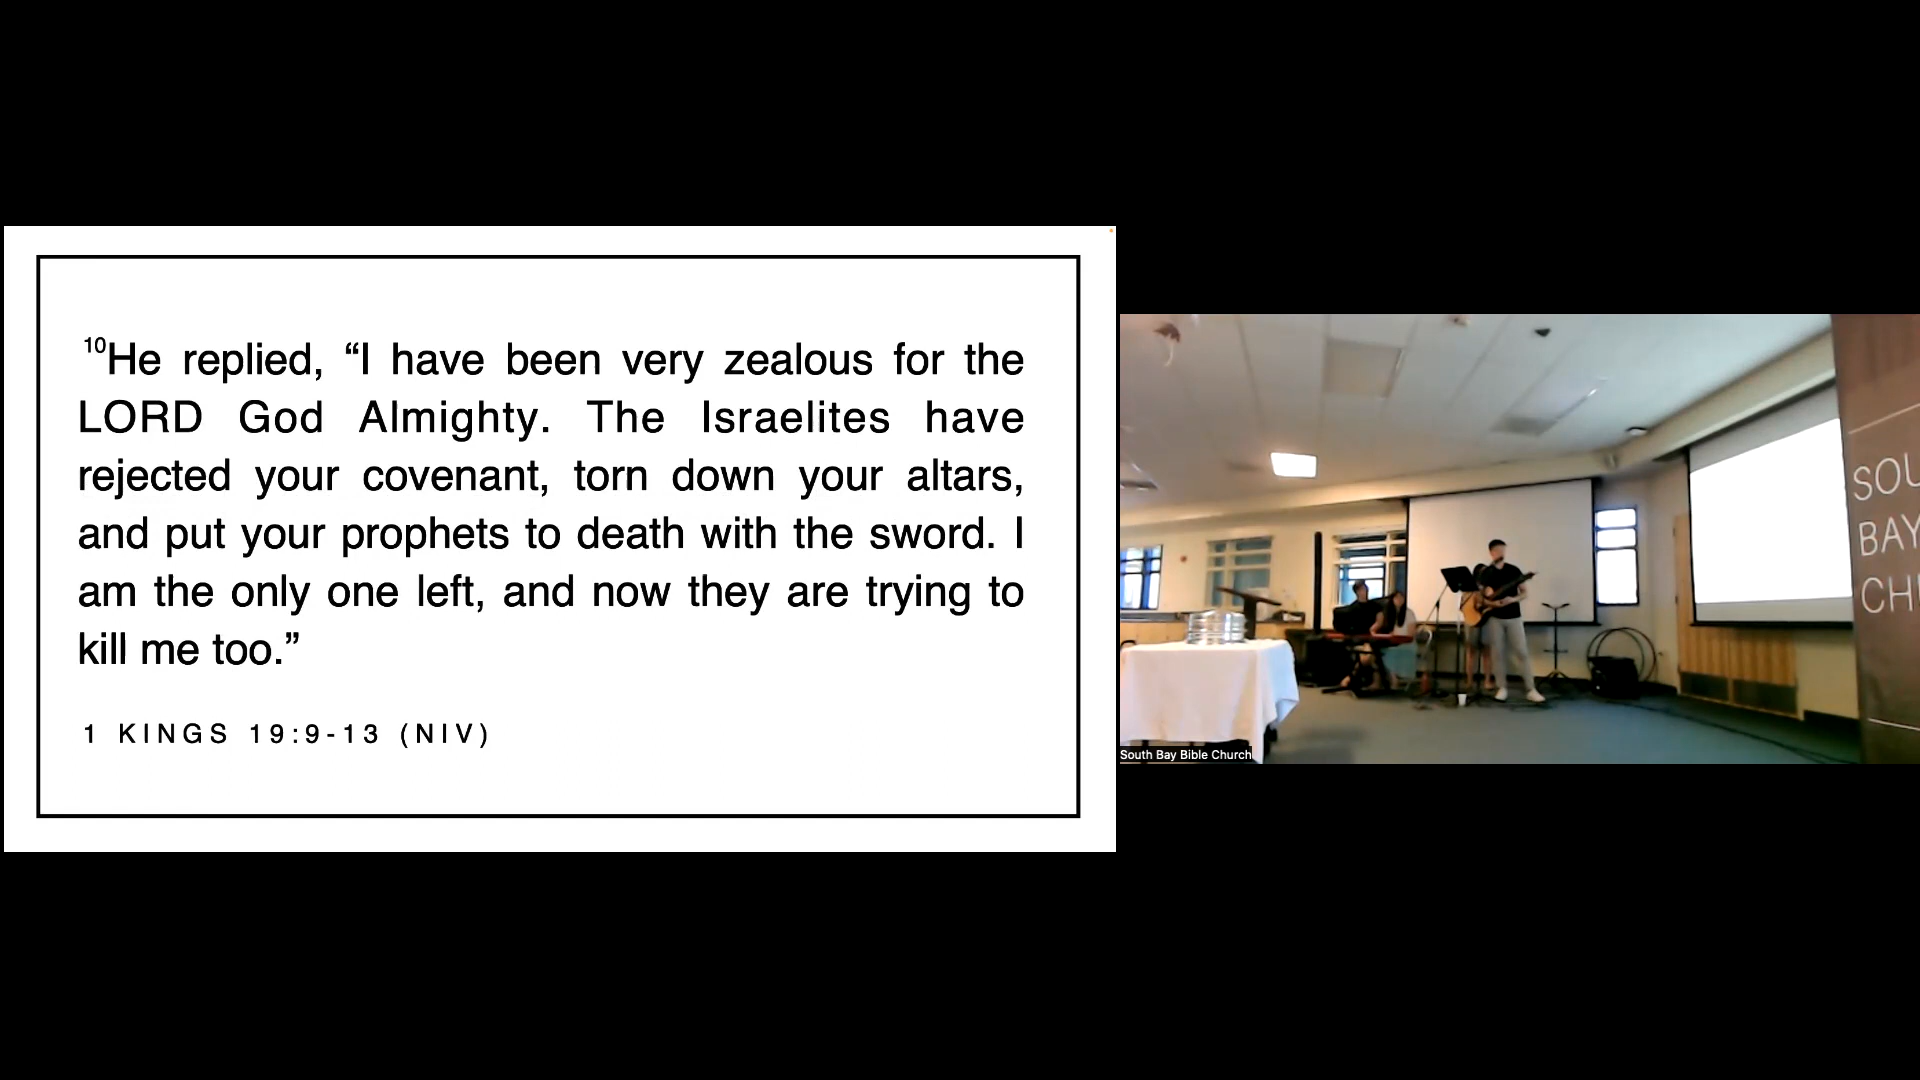 10He replied, “I have been very zealous for the
LORD God Almighty. The Israelites have
rejected your covenant, torn down your altars,
and put your prophets to death with the sword. I
am the only one left, and now they are trying to
kill me too.”
1 KINGS 19:9-13 (NIV)
SOU
BAY
CH
South Bay Bible Church